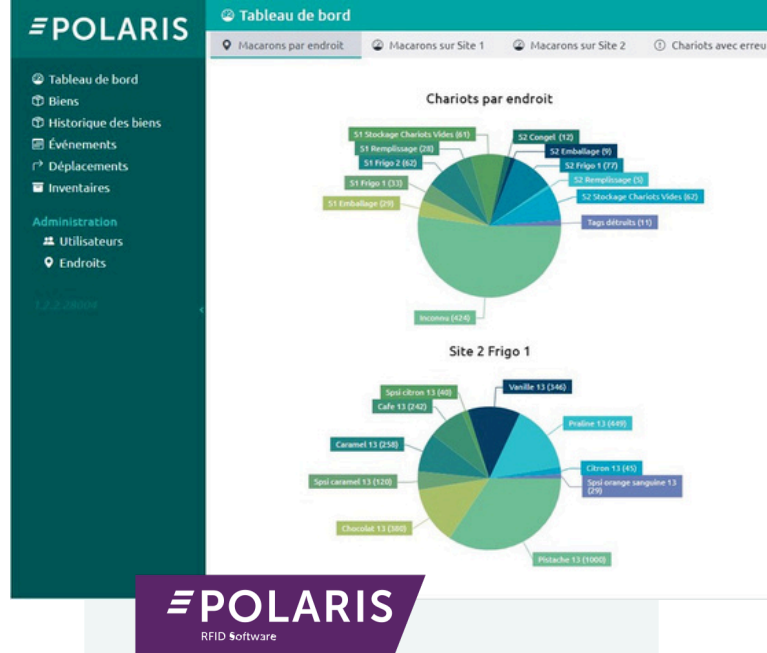 POLARIS
Tableau de bord
Biens
Historique des biens
Événements
Déplacements
Inventaires
Administration
Utilisateurs
Endroits
1.2.2.28004
Tableau de bord
Macarons par endroit
Macarons sur Site 1
Macarons sur Site 2
Chariots avec erreu
Chariots par endroit
S1 Stockage Chariots Vides (61)
S2 Congel (12)
S1 Remplissage (28)
S2 Emballage (9)
S1 Frigo 2 (62)
S2 Frigo 1 (77)
S2 Remplissage (5)
S1 Frigo 1 (33)
S2 Stockage Chariots Vides (62)
S1 Emballage (29)
Tags détruits (11)
Inconnu (424)
Site 2 Frigo 1
Spsi citron 13 (40)
Vanille 13 (346)
Cafe 13 (242)
Praline 13 (449)
Caramel 13 (258)
Citron 13 (45)
Spsi caramel 13 (120)
Spsi orange sanguine 13
(29)
Chocolat 13 (380)
Pistache 13 (1000)
POLARIS
RFID Software